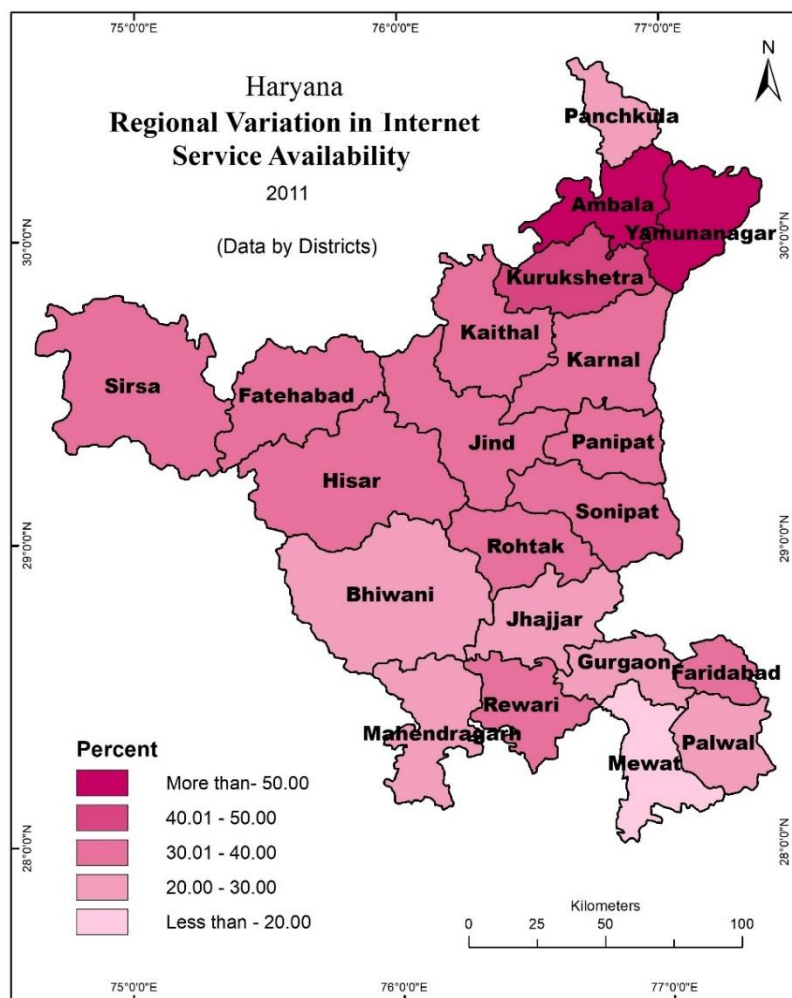 75°0'0"E 76°0'0"E 77°0'0"E
N
Haryana
Regional Variation in Internet
Service Availability
2011
(Data by Districts)
30°0'0"N
30°0'0"N
29°0'0"N
29°0'0"N
28°0'0"N
28°0'0"N
Panchkula
Ambala
Yamunanagar
Kurukshetra
Kaithal
Karnal
Sirsa
Fatehabad
Jind
Panipat
Hisar
Sonipat
Rohtak
Bhiwani
Jhajjar
Gurgaon
Faridabad
Rewari
Mahendragarh
Palwal
Mewat
Percent
More than- 50.00
40.01 - 50.00
30.01 - 40.00
20.00 - 30.00
Less than - 20.00
Kilometers
0 25 50 100
75°0'0"E 76°0'0"E 77°0'0"E